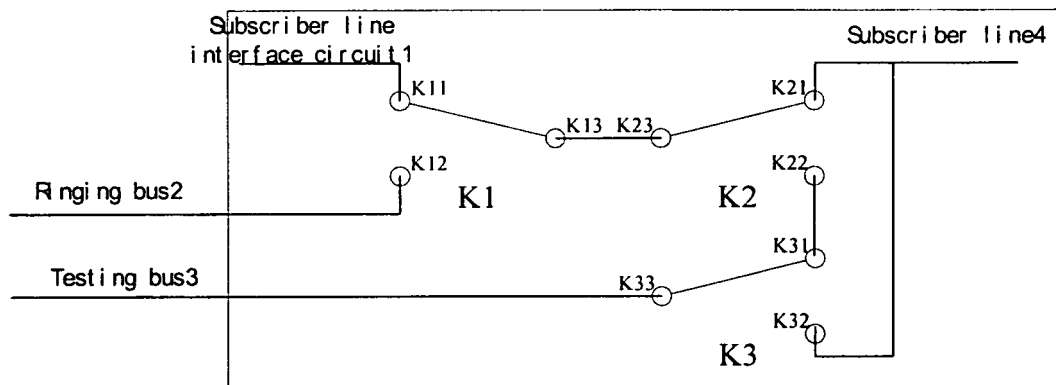 Subscriber line
interface circuit1
Subscriber line4
K11
K21
K13 K23
K12
K22
Ringing bus2
K1
K2
K31
Testing bus3
K33
K32
K3